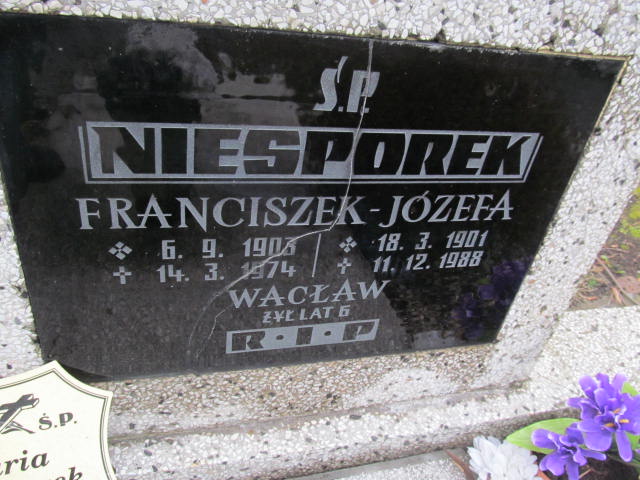 Ś.P.
NIESPOREK
FRANCISZEK-JÓZEFA
6. 9. 1903 18. 3. 1901
14. 3. 1974 11. 12. 1988
WACŁAW
ŻYŁ LAT 6
R·I·P
Ś.P.